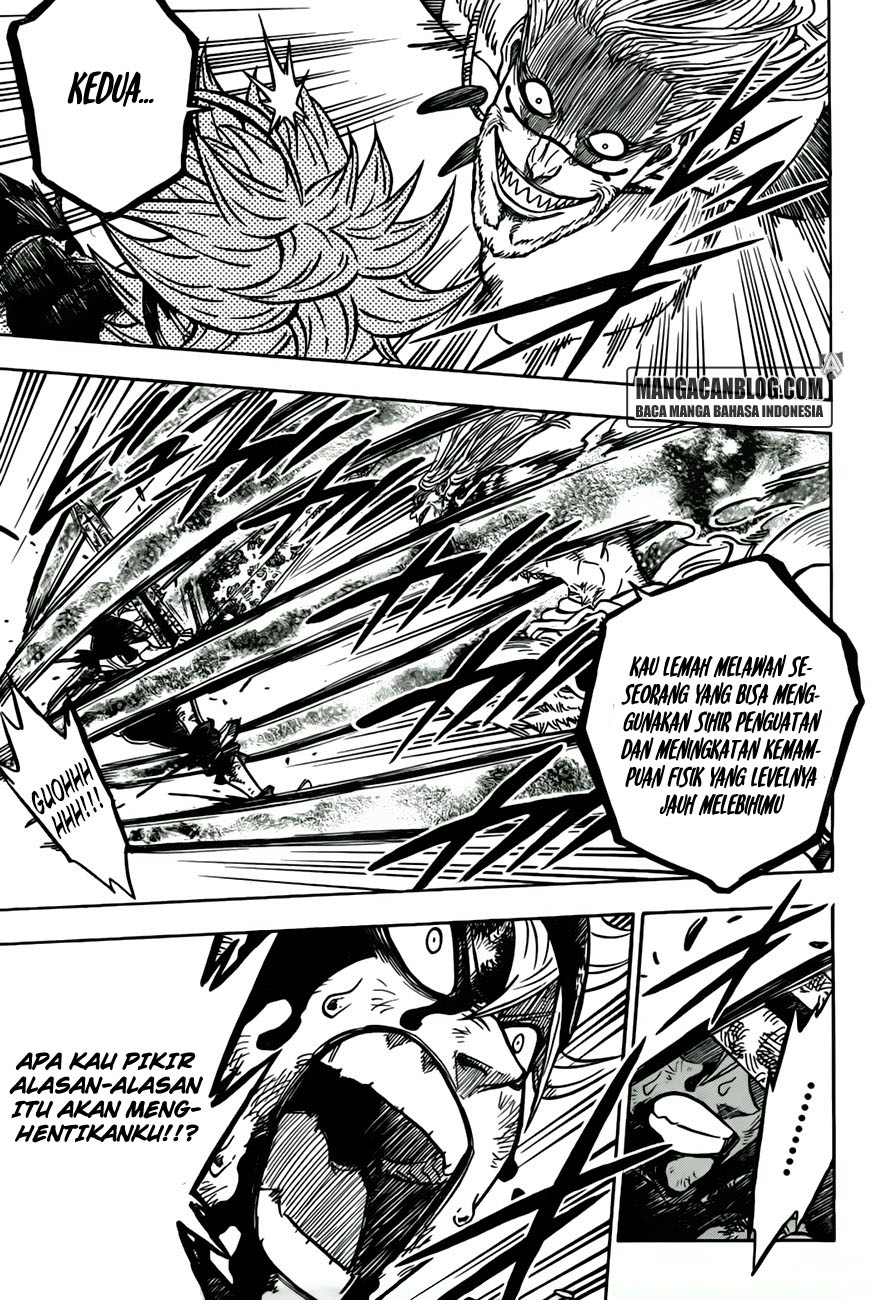 KEDUA...
MANGACANBLOG.COM
BACA MANGA BAHASA INDONESIA
KAU LEMAH MELAWAN SE-
SEORANG YANG BISA MENG-
GUNAKAN SIHIR PENGUATAN
DAN MENINGKATAN KEMAM-
PUAN FISIK YANG LEVELNYA
JAUH MELEBIHIMU
GUOHHH
HHH!!!
........
APA KAU PIKIR
ALASAN-ALASAN
ITU AKAN MENG-
HENTIKANKU!!?